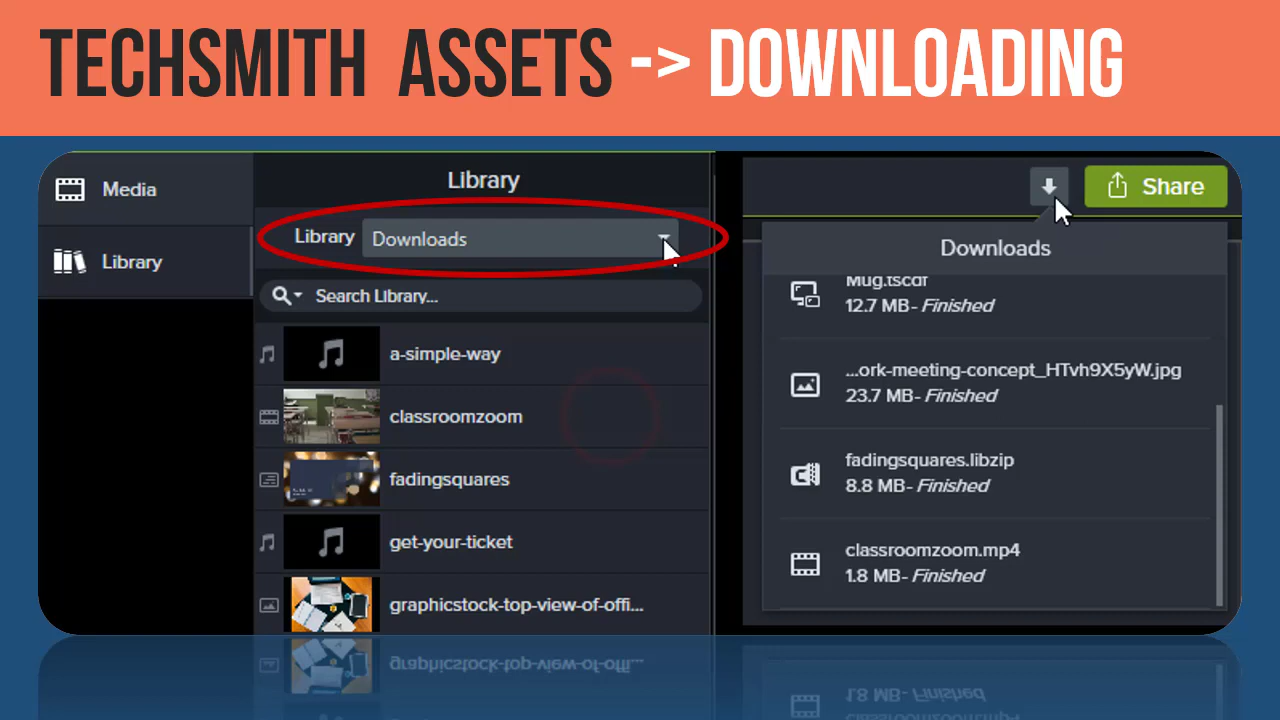 TECHSMITH ASSETS -> DOWNLOADING
Media
Library
Library
Library Downloads
Search Library...
a-simple-way
classroomzoom
fadingsquares
get-your-ticket
graphicstock-top-view-of-offi...
Share
Downloads
Mug.tscdf
12.7 MB- Finished
...ork-meeting-concept_HTvh9X5yW.jpg
23.7 MB- Finished
fadingsquares.libzip
8.8 MB- Finished
classroomzoom.mp4
1.8 MB- Finished